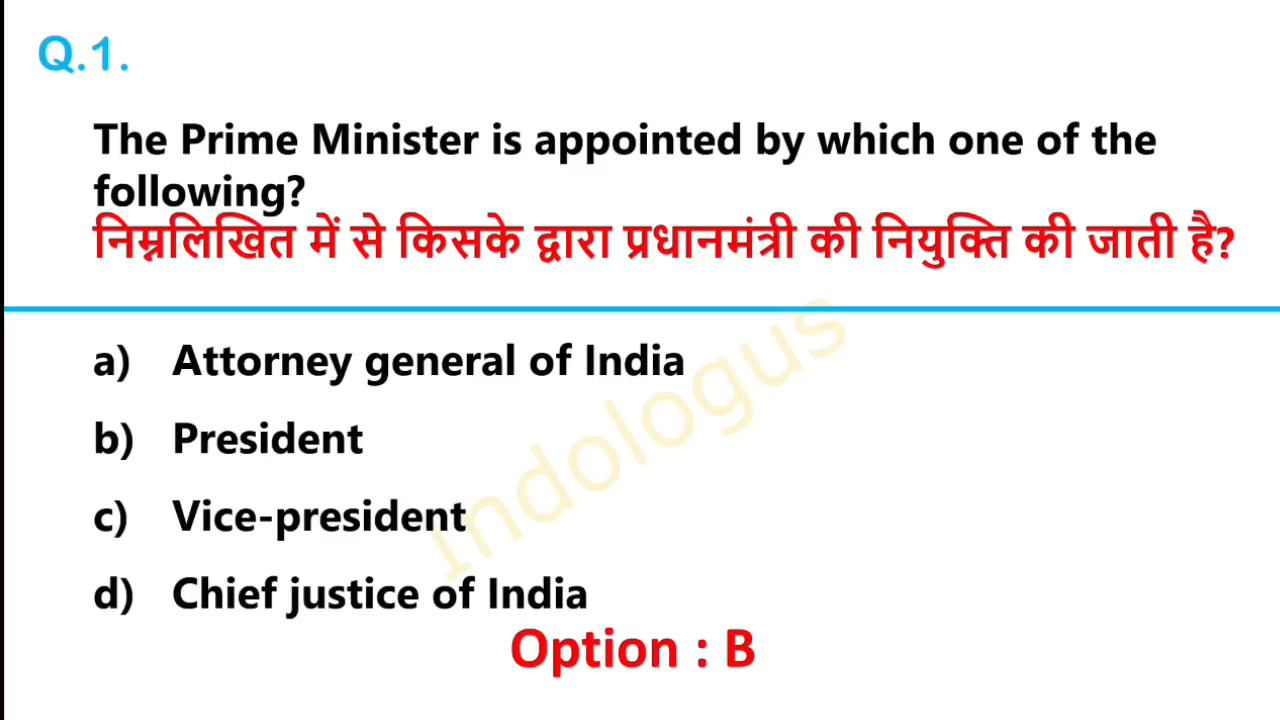 Q.1.
The Prime Minister is appointed by which one of the
following?
निम्नलिखित में से किसके द्वारा प्रधानमंत्री की नियुक्ति की जाती है?
a) Attorney general of India
b) President
c) Vice-president
d) Chief justice of India
Option : B
Indologus